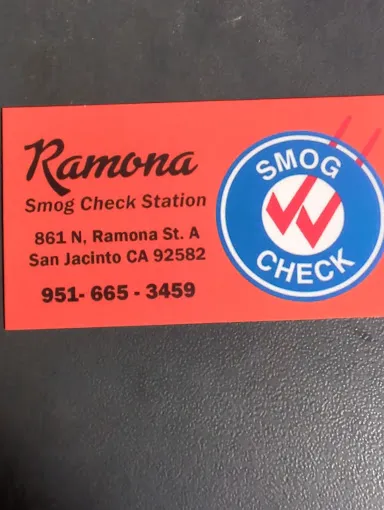 Ramona
Smog Check Station
861 N, Ramona St. A
San Jacinto CA 92582
951- 665 - 3459
SMOG
CHECK